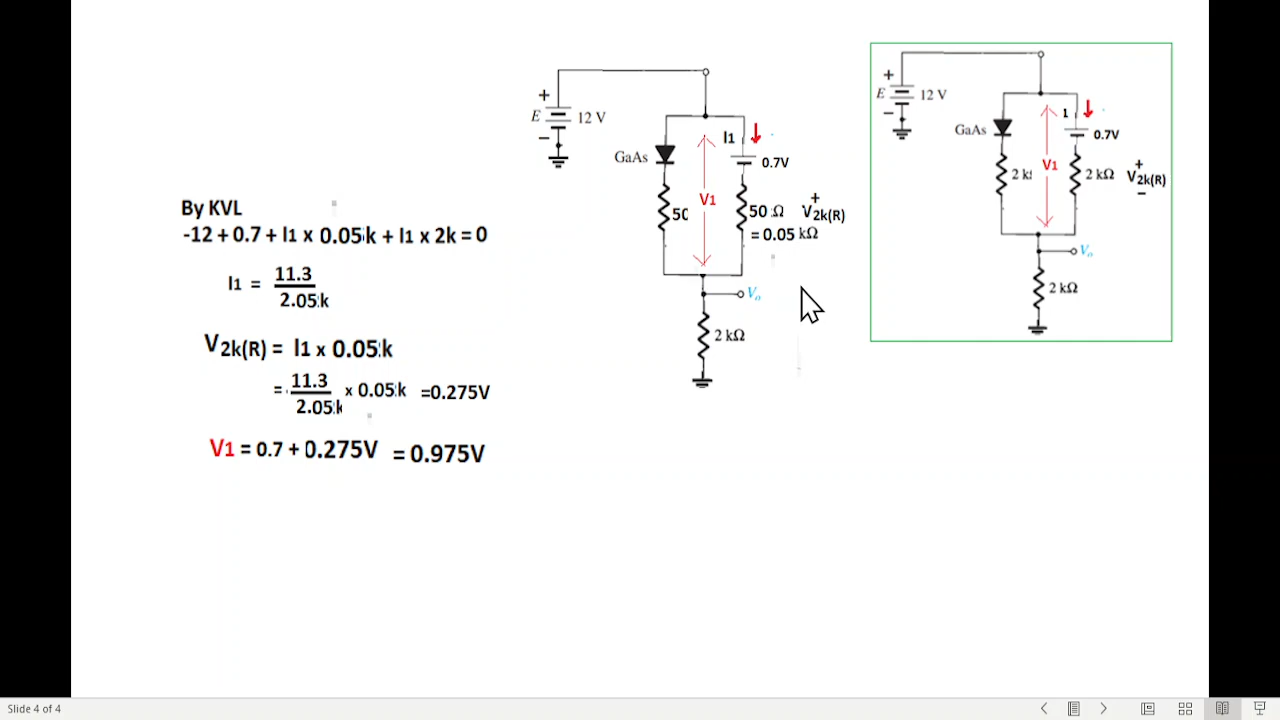 By KVL
-12 + 0.7 + I1 x 0.05k + I1 x 2k = 0
I1 = 11.3
2.05k
V2k(R) = I1 x 0.05k
= 11.3 x 0.05k =0.275V
2.05k
V1 = 0.7 + 0.275V = 0.975V
+
E 12 V
−
GaAs
I1
0.7V
V1
50
50 Ω
= 0.05 kΩ
+
V2k(R)
Vo
2 kΩ
+
E 12 V
−
GaAs
1
0.7V
2 k
V1
2 kΩ
+
V2k(R)
−
Vo
2 kΩ
Slide 4 of 4